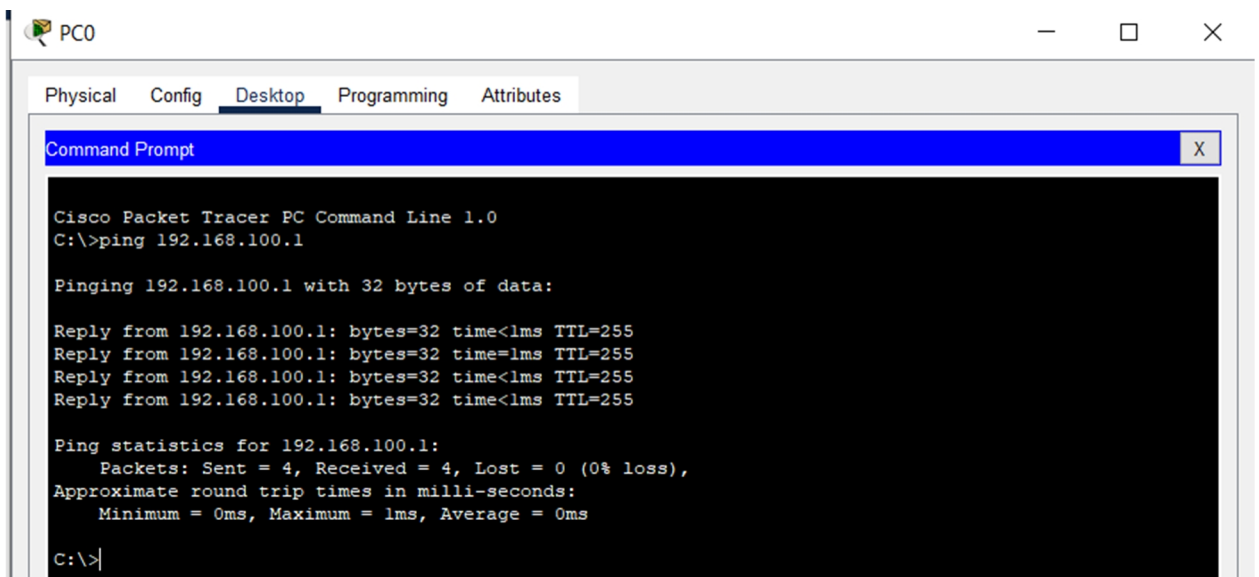 PC0
Physical Config Desktop Programming Attributes
Command Prompt X
Cisco Packet Tracer PC Command Line 1.0
C:\>ping 192.168.100.1
Pinging 192.168.100.1 with 32 bytes of data:
Reply from 192.168.100.1: bytes=32 time<1ms TTL=255
Reply from 192.168.100.1: bytes=32 time=1ms TTL=255
Reply from 192.168.100.1: bytes=32 time<1ms TTL=255
Reply from 192.168.100.1: bytes=32 time<1ms TTL=255
Ping statistics for 192.168.100.1:
Packets: Sent = 4, Received = 4, Lost = 0 (0% loss),
Approximate round trip times in milli-seconds:
Minimum = 0ms, Maximum = 1ms, Average = 0ms
C:\>